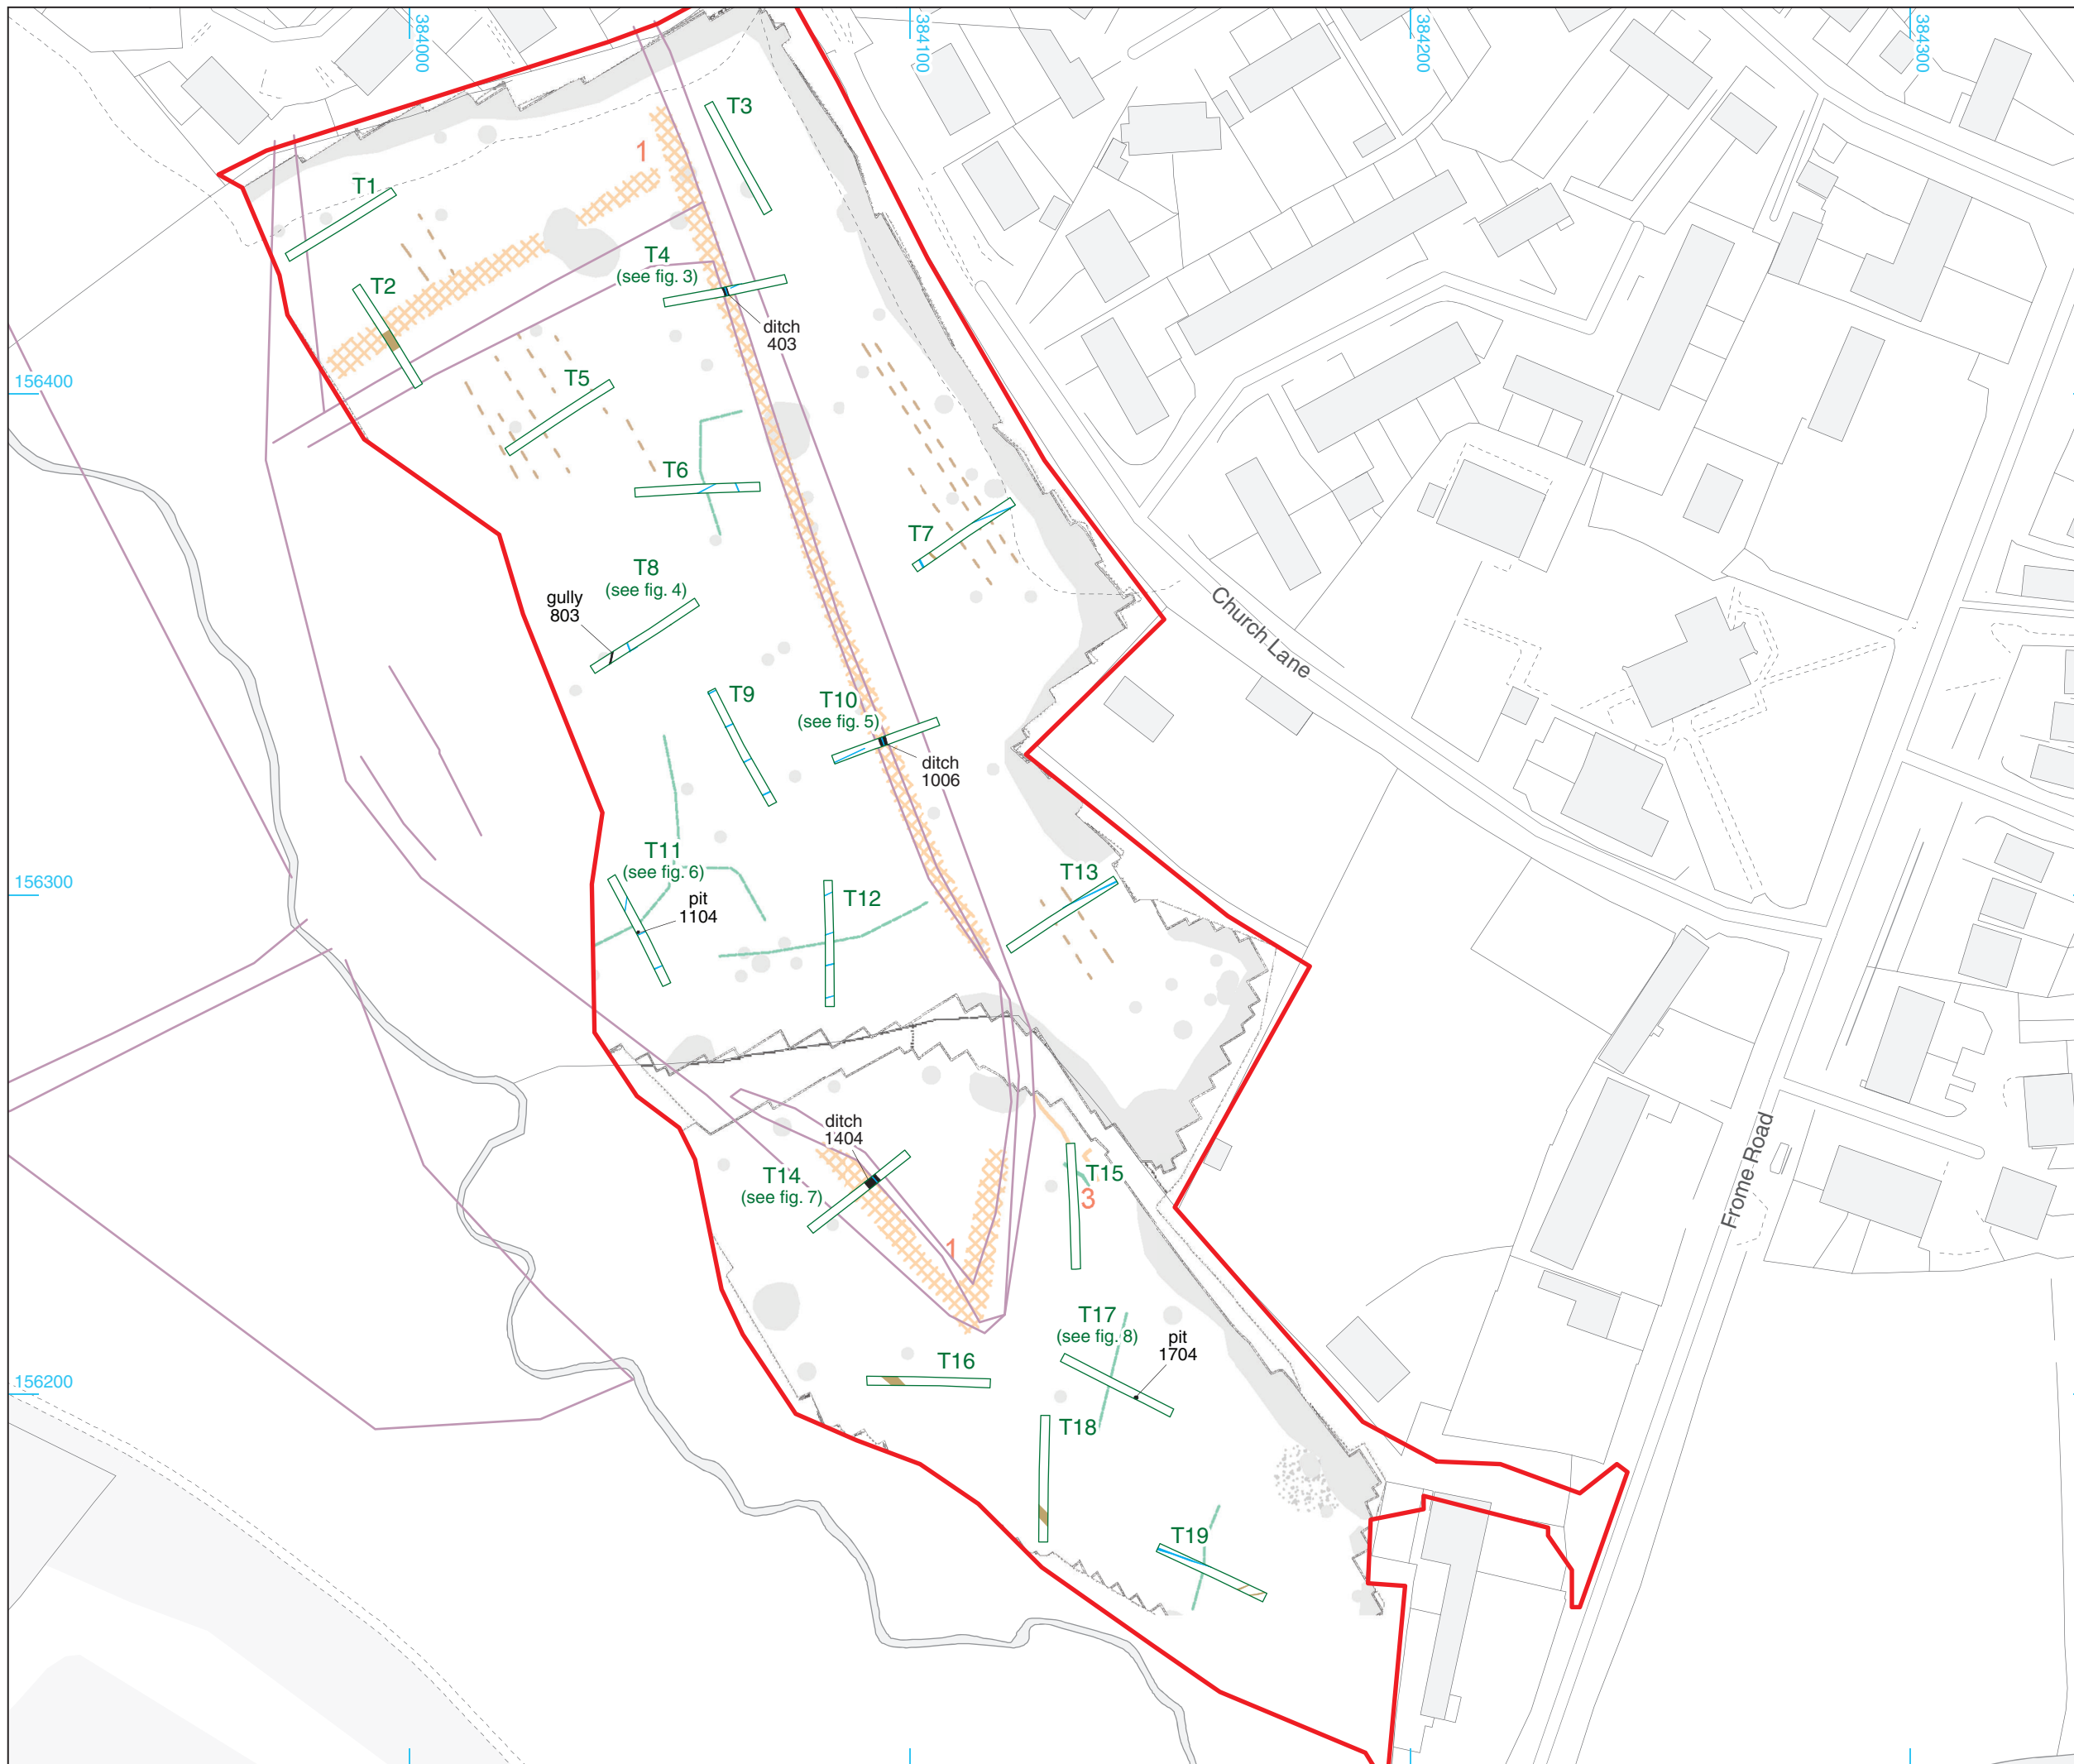 384000
384100
384200
384300
T3
1
T1
T4
(see fig. 3)
T2
ditch
403
156400
T5
T6
T7
T8
(see fig. 4)
gully
803
Church Lane
T9
T10
(see fig. 5)
ditch
1006
T11
(see fig. 6)
T13
156300
T12
pit
1104
ditch
1404
T14
(see fig. 7)
T15
3
Frome Road
1
T17
(see fig. 8)
pit
1704
T16
156200
T18
T19